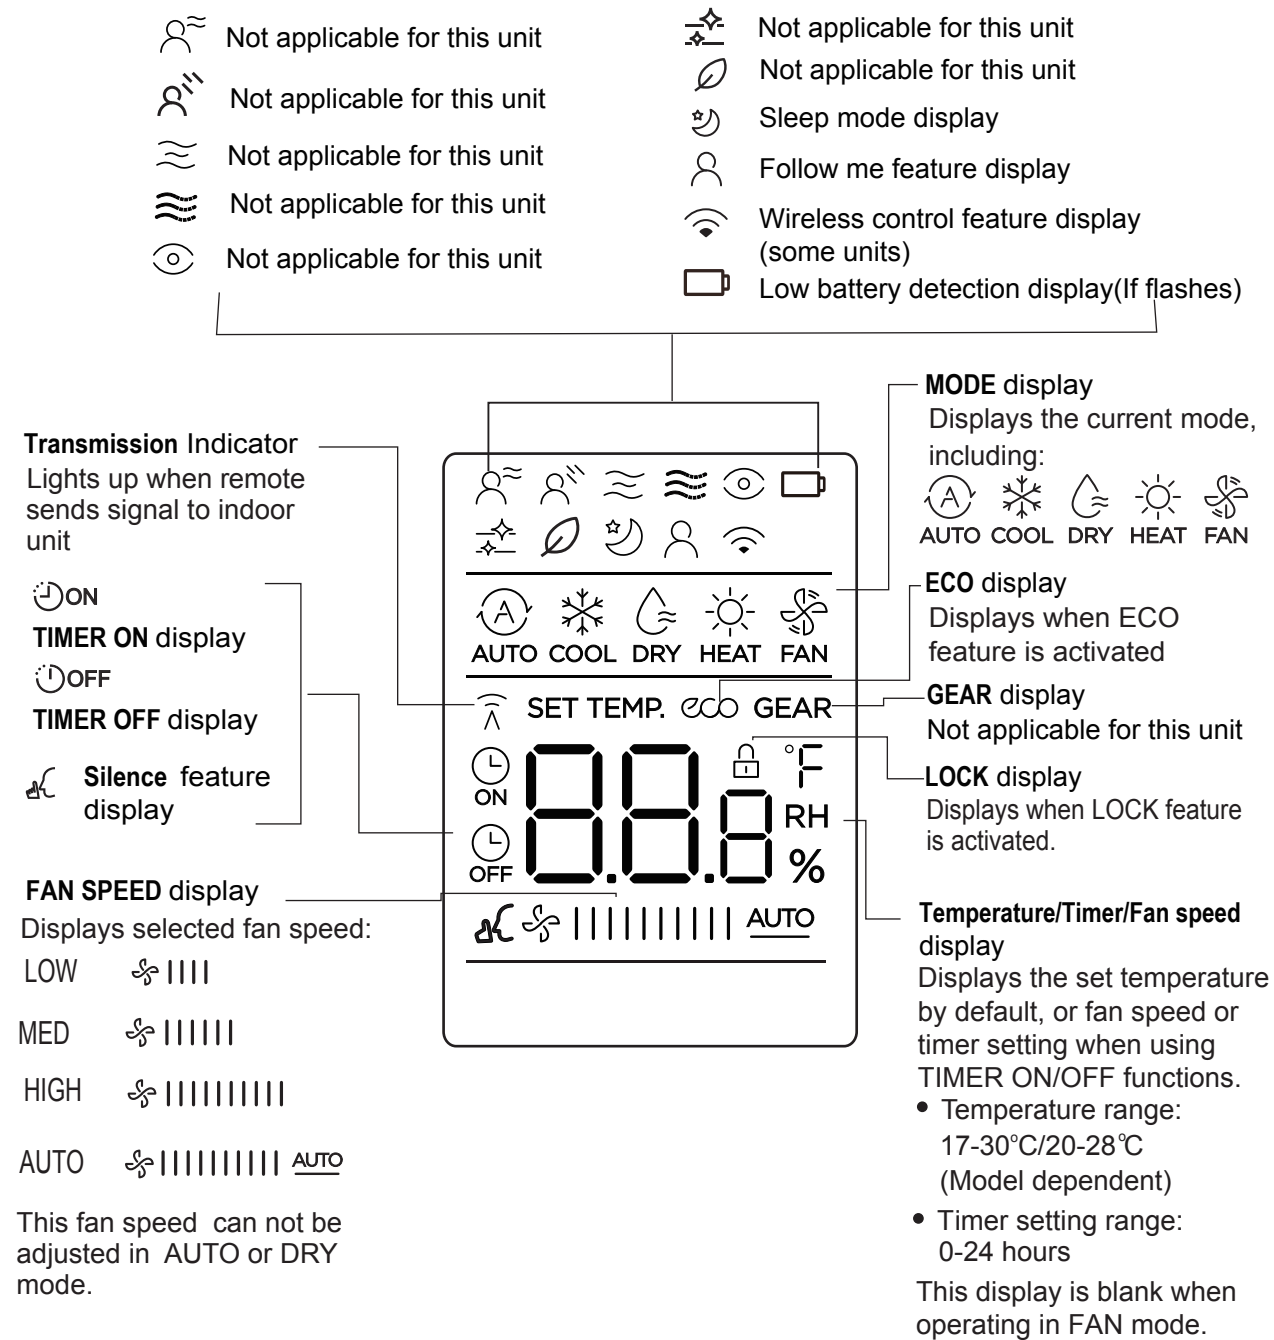 Not applicable for this unit
Not applicable for this unit
Not applicable for this unit
Not applicable for this unit
Not applicable for this unit
Not applicable for this unit
Not applicable for this unit
Sleep mode display
Follow me feature display
Wireless control feature display
(some units)
Low battery detection display(If flashes)
Transmission Indicator
Lights up when remote
sends signal to indoor
unit
ON
TIMER ON display
OFF
TIMER OFF display
Silence feature
display
FAN SPEED display
Displays selected fan speed:
LOW
MED
HIGH
AUTO AUTO
This fan speed can not be
adjusted in AUTO or DRY
mode.
A
AUTO COOL DRY HEAT FAN
SET TEMP. eco GEAR
ON
OFF
88.8
°F
RH
%
AUTO
MODE display
Displays the current mode,
including:
A
AUTO COOL DRY HEAT FAN
ECO display
Displays when ECO
feature is activated
GEAR display
Not applicable for this unit
LOCK display
Displays when LOCK feature
is activated.
Temperature/Timer/Fan speed
display
Displays the set temperature
by default, or fan speed or
timer setting when using
TIMER ON/OFF functions.
• Temperature range:
17-30°C/20-28℃
(Model dependent)
• Timer setting range:
0-24 hours
This display is blank when
operating in FAN mode.